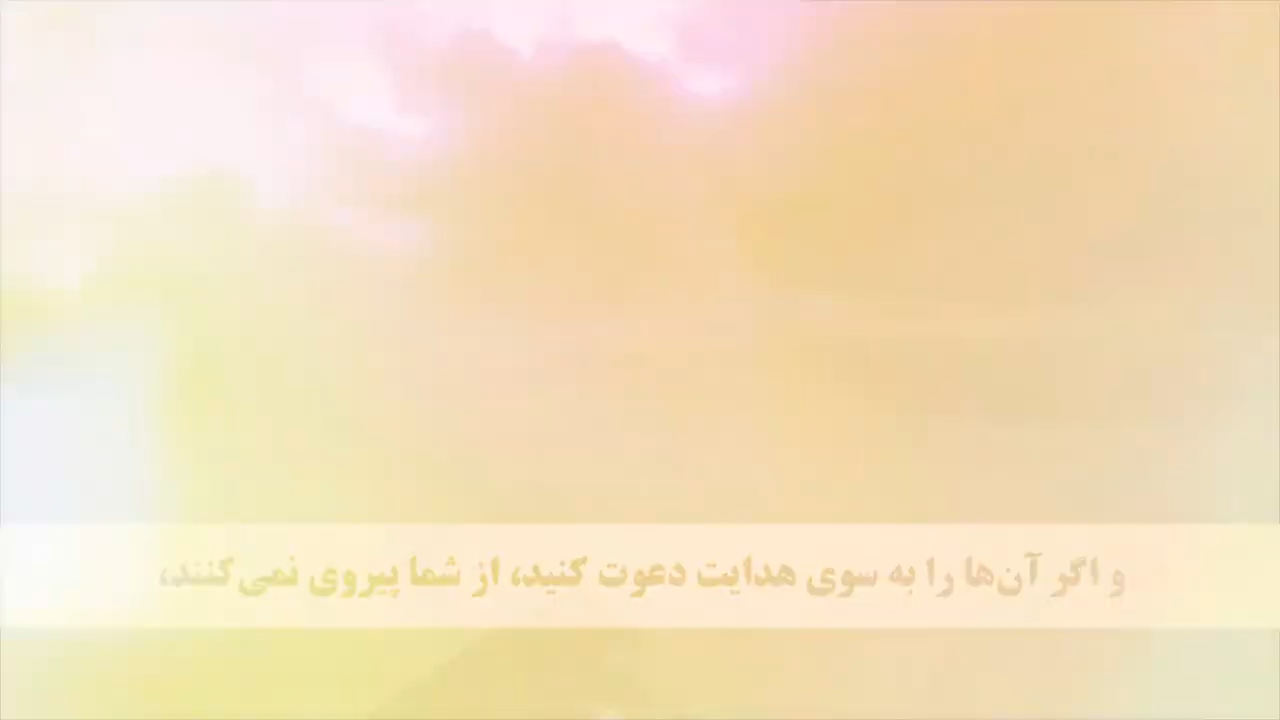 و اگر آن‌ها را به سوی هدایت دعوت کنید، از شما پیروی نمی‌کنند،